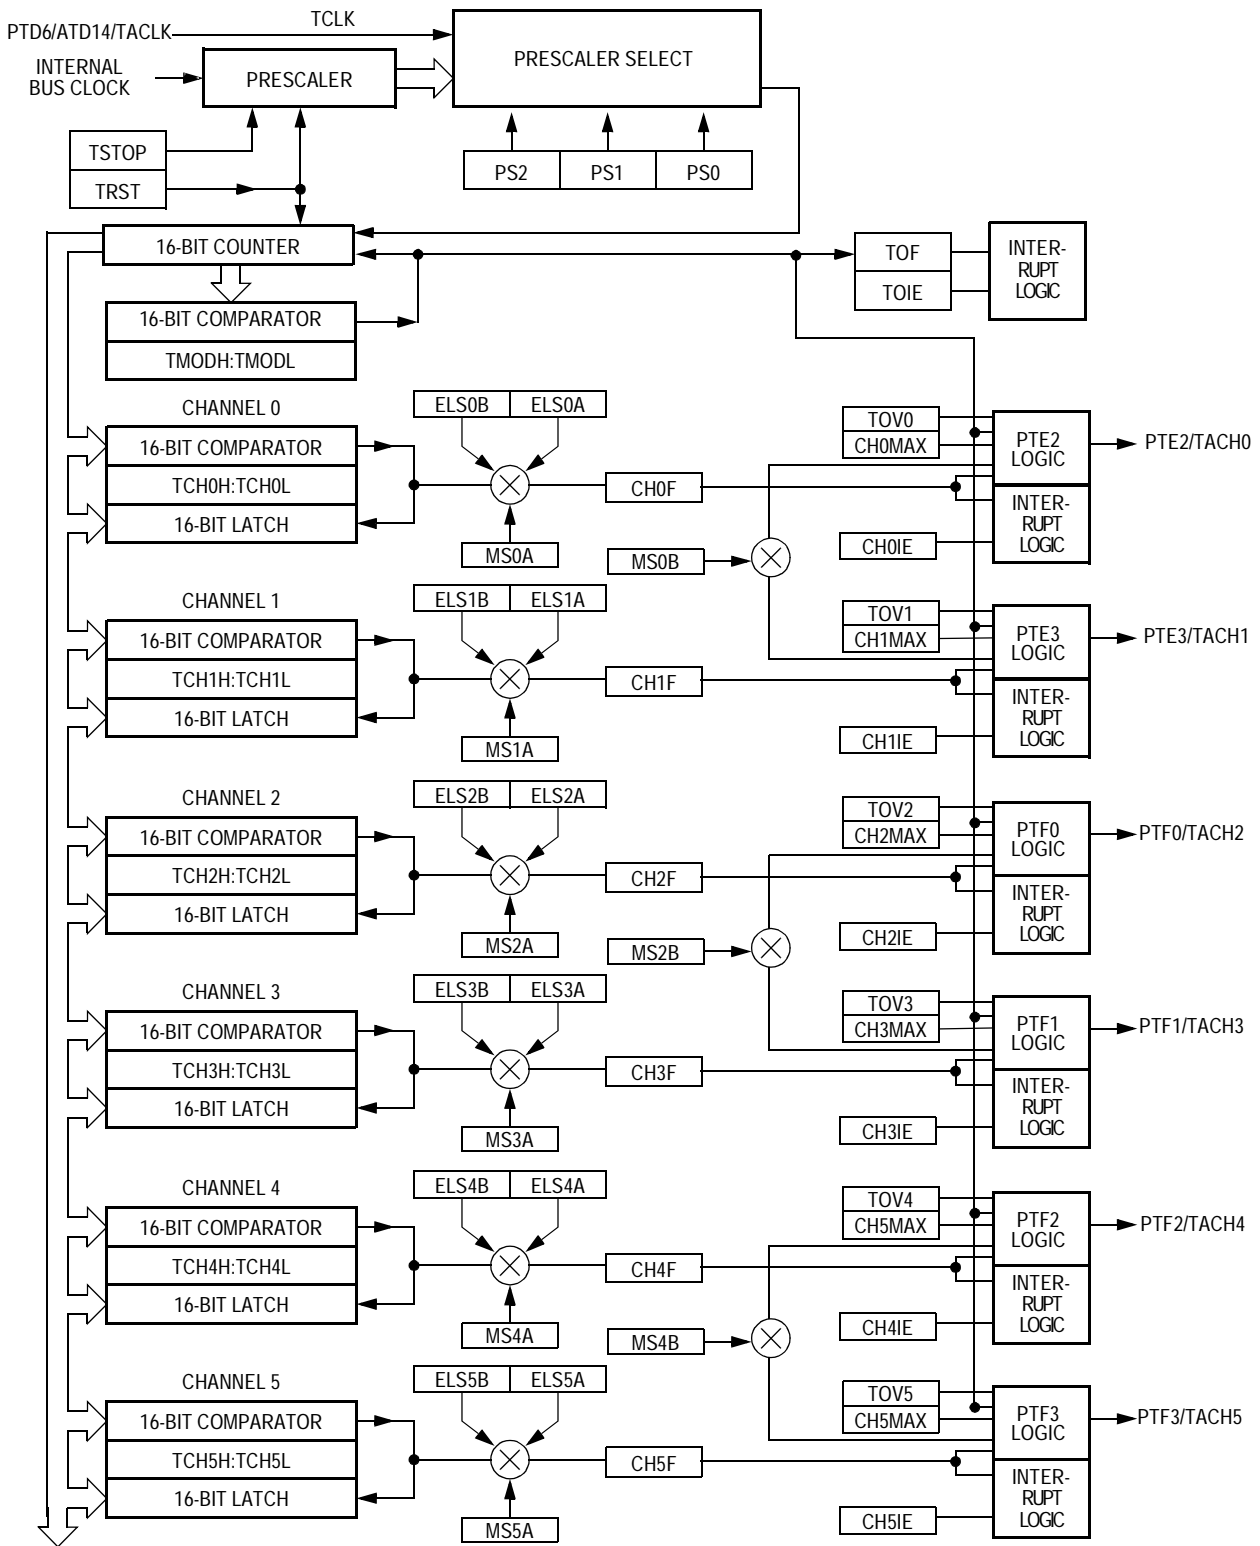 TCLK
PTD6/ATD14/TACLK
PRESCALER SELECT
INTERNAL
BUS CLOCK
PRESCALER
TSTOP
TRST
PS2 PS1 PS0
16-BIT COUNTER
TOF
TOIE
INTER-
RUPT
LOGIC
16-BIT COMPARATOR
TMODH:TMODL
CHANNEL 0
ELS0B ELS0A
TOV0
CH0MAX
PTE2
LOGIC
PTE2/TACH0
16-BIT COMPARATOR
TCH0H:TCH0L
16-BIT LATCH
CH0F
MS0A
MS0B
CH0IE
INTER-
RUPT
LOGIC
CHANNEL 1
ELS1B ELS1A
TOV1
CH1MAX
PTE3
LOGIC
PTE3/TACH1
16-BIT COMPARATOR
TCH1H:TCH1L
16-BIT LATCH
CH1F
MS1A
CH1IE
INTER-
RUPT
LOGIC
CHANNEL 2
ELS2B ELS2A
TOV2
CH2MAX
PTF0
LOGIC
PTF0/TACH2
16-BIT COMPARATOR
TCH2H:TCH2L
16-BIT LATCH
CH2F
MS2A
MS2B
CH2IE
INTER-
RUPT
LOGIC
CHANNEL 3
ELS3B ELS3A
TOV3
CH3MAX
PTF1
LOGIC
PTF1/TACH3
16-BIT COMPARATOR
TCH3H:TCH3L
16-BIT LATCH
CH3F
MS3A
CH3IE
INTER-
RUPT
LOGIC
CHANNEL 4
ELS4B ELS4A
TOV4
CH5MAX
PTF2
LOGIC
PTF2/TACH4
16-BIT COMPARATOR
TCH4H:TCH4L
16-BIT LATCH
CH4F
MS4A
MS4B
CH4IE
INTER-
RUPT
LOGIC
CHANNEL 5
ELS5B ELS5A
TOV5
CH5MAX
PTF3
LOGIC
PTF3/TACH5
16-BIT COMPARATOR
TCH5H:TCH5L
16-BIT LATCH
CH5F
MS5A
CH5IE
INTER-
RUPT
LOGIC